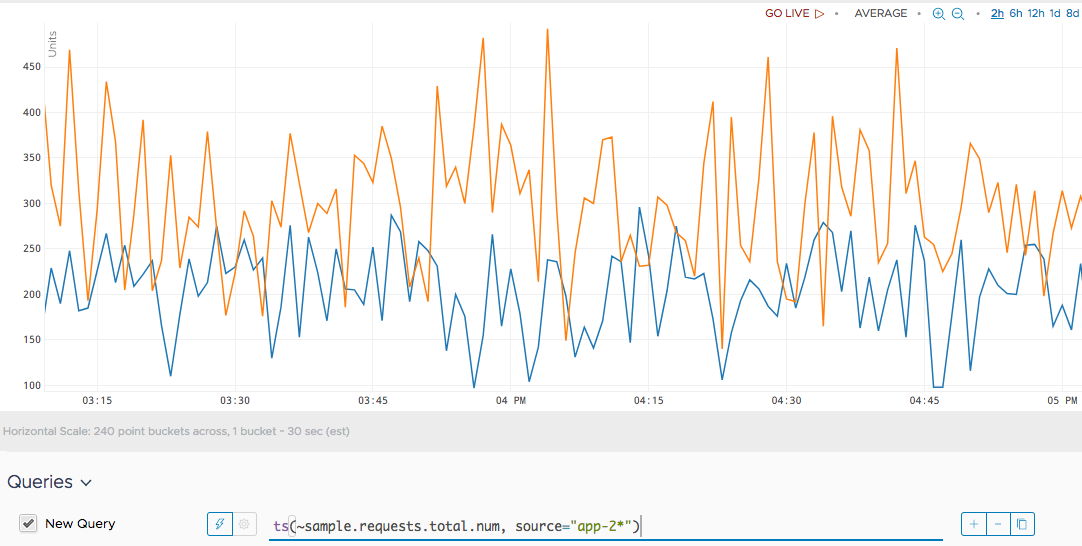 GO LIVE • AVERAGE • • 2h 6h 12h 1d 8d
Units
450
400
350
300
250
200
150
100
03:15 03:30 03:45 04 PM 04:15 04:30 04:45 05 PM
Horizontal Scale: 240 point buckets across, 1 bucket ~ 30 sec (est)
Queries
New Query ts(~sample.requests.total.num, source="app-2*") + −